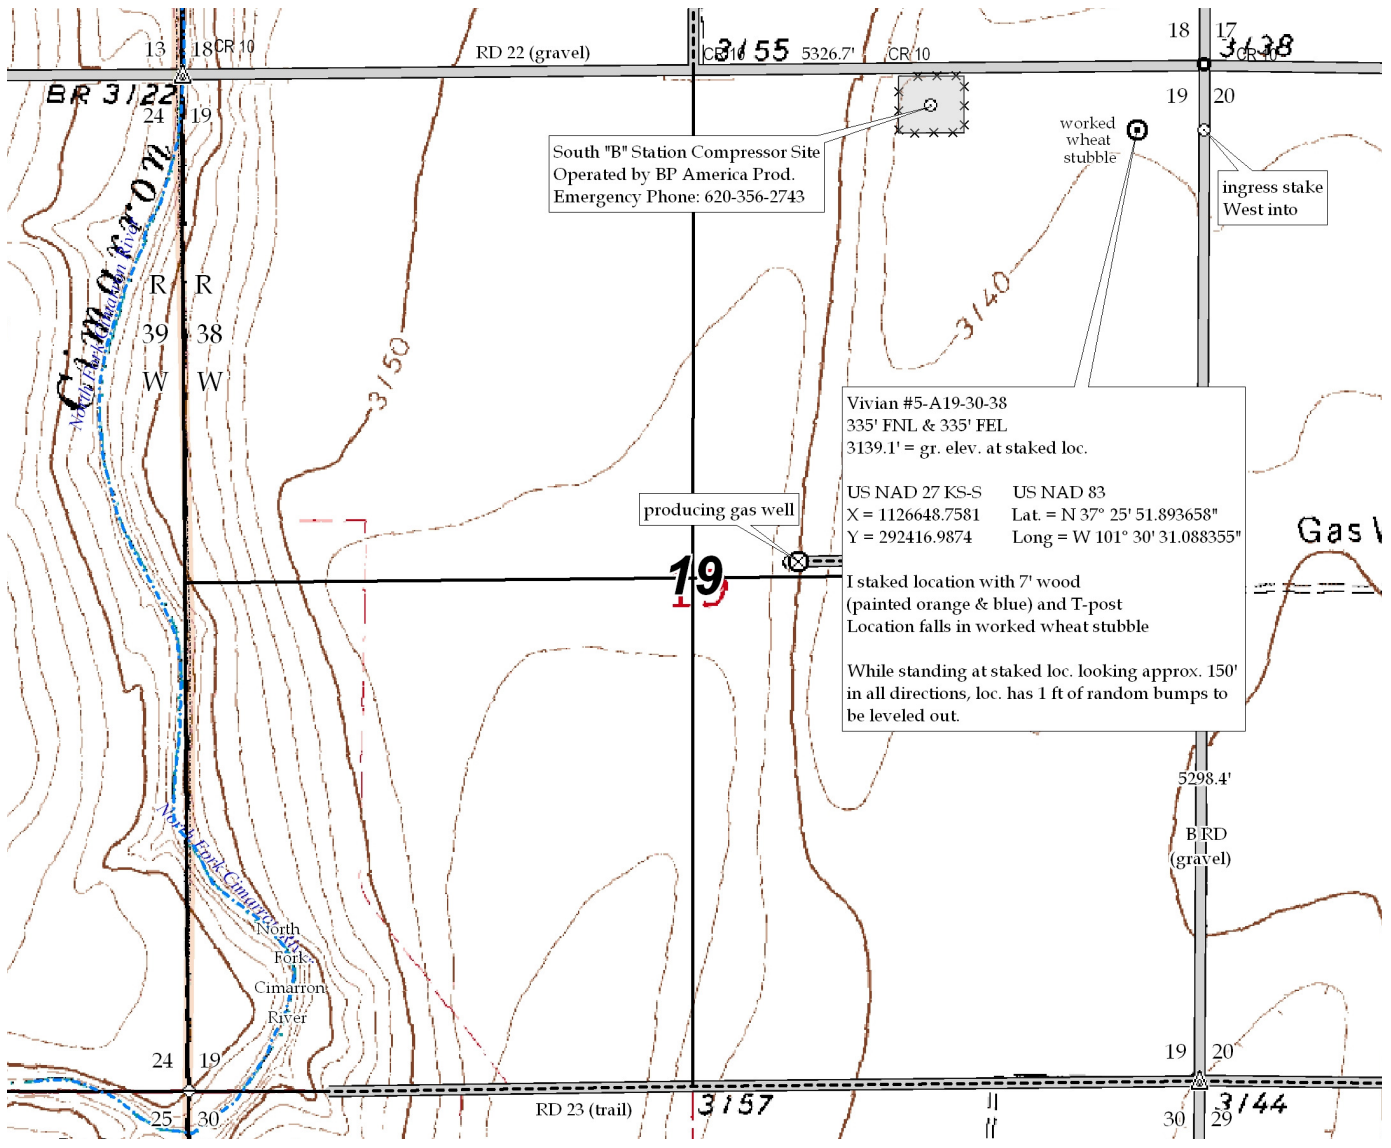 13 18 CR 10
RD 22 (gravel)
CR 10
3155
5326.7'
CR 10
18 17
3138
CR 10
BR 3122
24 19
19 20
worked
wheat
stubble
South "B" Station Compressor Site
Operated by BP America Prod.
Emergency Phone: 620-356-2743
ingress stake
West into
Cimarron
North Fork Cimarron River
R R
39 38
W W
3150
3140
Vivian #5-A19-30-38
335' FNL & 335' FEL
3139.1' = gr. elev. at staked loc.
US NAD 27 KS-S US NAD 83
X = 1126648.7581 Lat. = N 37° 25' 51.893658"
Y = 292416.9874 Long = W 101° 30' 31.088355"
I staked location with 7' wood
(painted orange & blue) and T-post
Location falls in worked wheat stubble
While standing at staked loc. looking approx. 150'
in all directions, loc. has 1 ft of random bumps to
be leveled out.
producing gas well
Gas
19
19
5298.4'
B RD
(gravel)
North Fork Cimarron
North
Fork
Cimarron
River
24 19
19 20
25 30
RD 23 (trail)
3157
3144
30 29